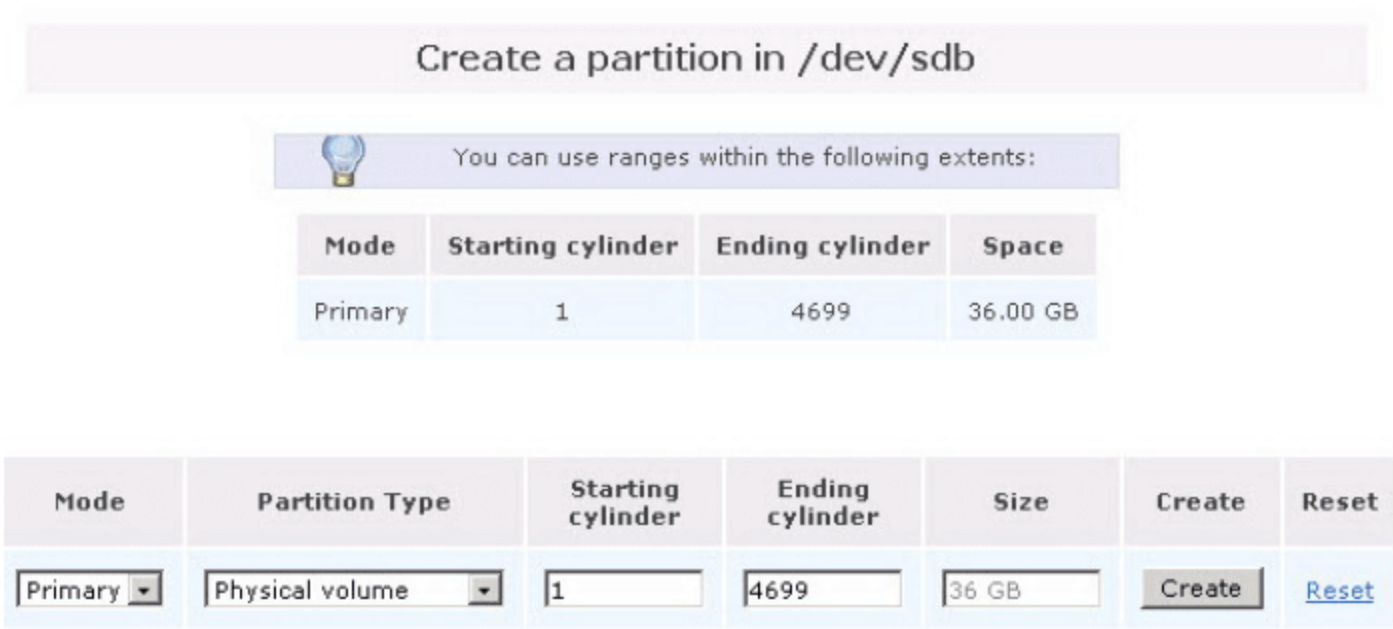 Create a partition in /dev/sdb
You can use ranges within the following extents:
Mode Starting cylinder Ending cylinder Space
Primary 1 4699 36.00 GB
Mode Partition Type Starting cylinder Ending cylinder Size Create Reset
Primary Physical volume 1 4699 36 GB Create Reset